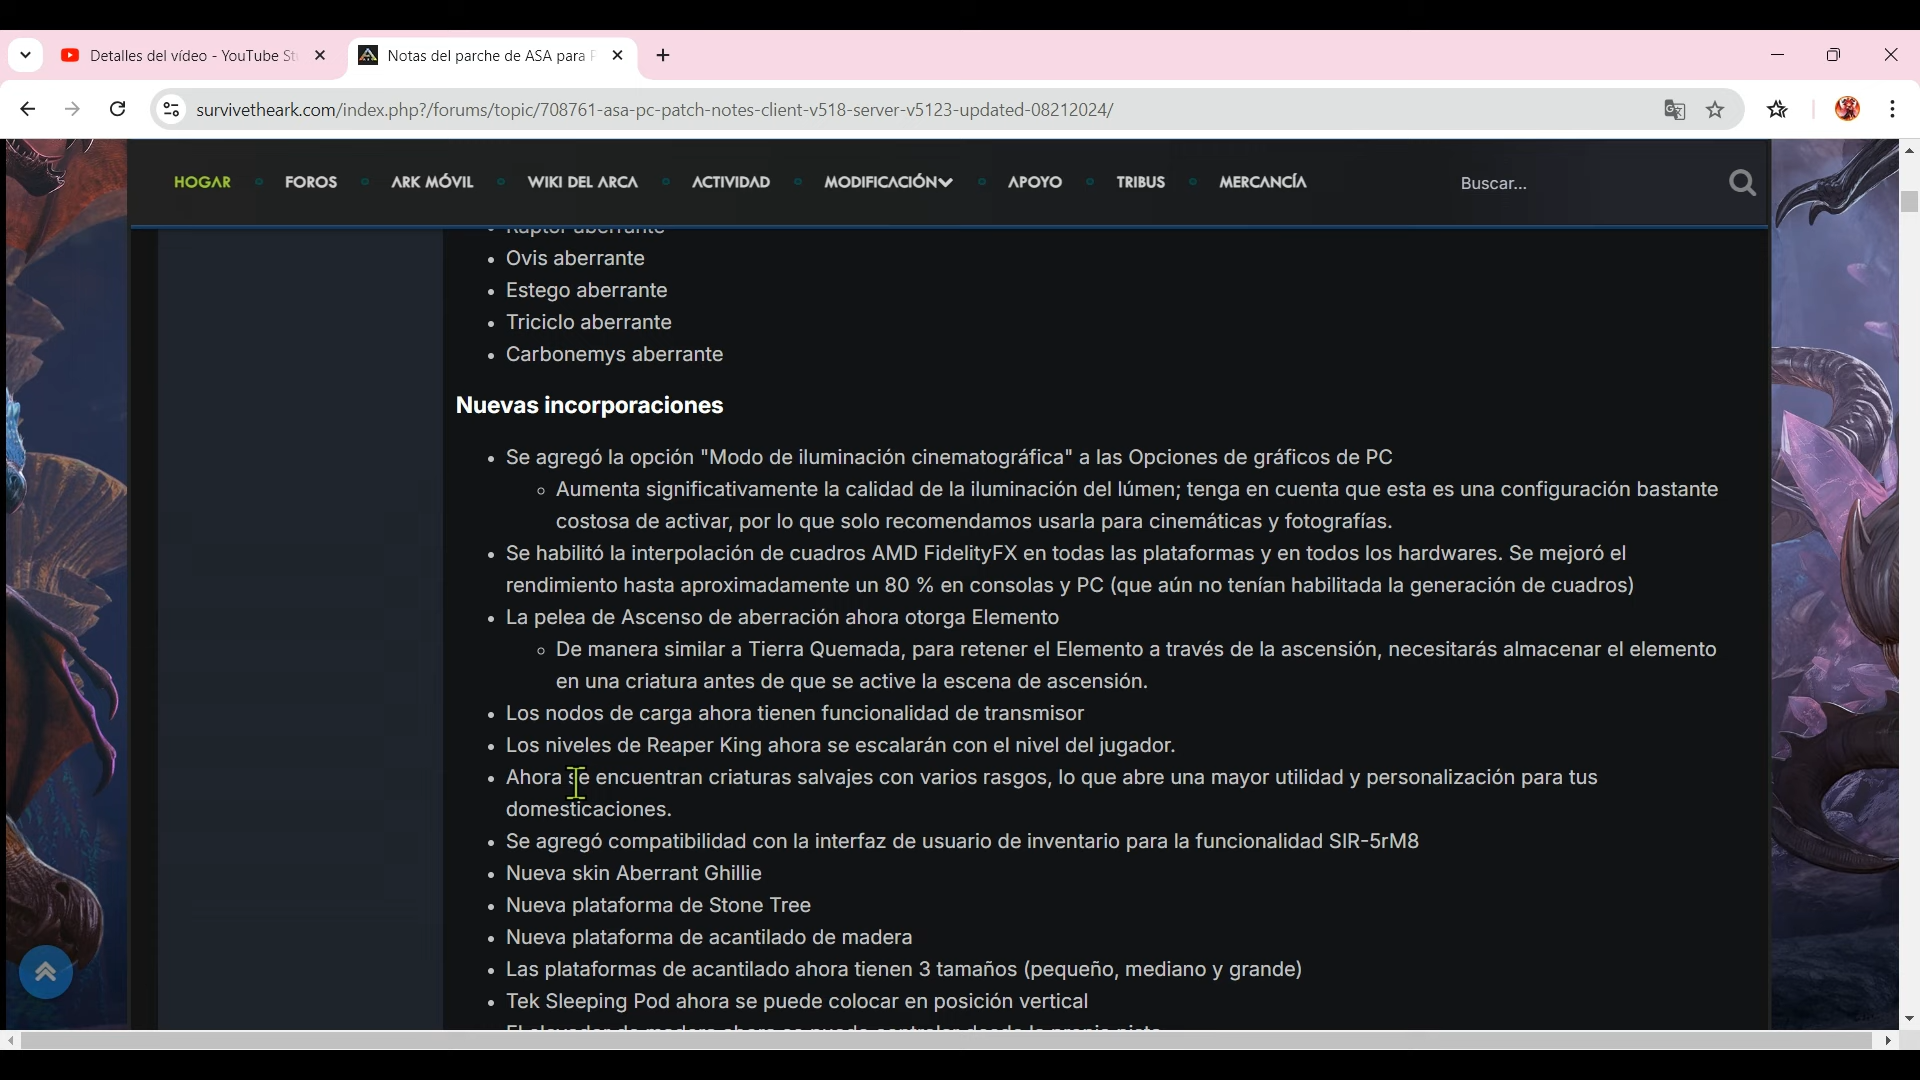 Detalles del vídeo - YouTube St
Notas del parche de ASA para P
survivetheark.com/index.php?/forums/topic/708761-asa-pc-patch-notes-client-v518-server-v5123-updated-08212024/
HOGAR
FOROS
ARK MÓVIL
WIKI DEL ARCA
ACTIVIDAD
MODIFICACIÓN
APOYO
TRIBUS
MERCANCÍA
Buscar...
Raptor aberrante
Ovis aberrante
Estego aberrante
Triciclo aberrante
Carbonemys aberrante
Nuevas incorporaciones
Se agregó la opción "Modo de iluminación cinematográfica" a las Opciones de gráficos de PC
Aumenta significativamente la calidad de la iluminación del lúmen; tenga en cuenta que esta es una configuración bastante
costosa de activar, por lo que solo recomendamos usarla para cinemáticas y fotografías.
Se habilitó la interpolación de cuadros AMD FidelityFX en todas las plataformas y en todos los hardwares. Se mejoró el
rendimiento hasta aproximadamente un 80 % en consolas y PC (que aún no tenían habilitada la generación de cuadros)
La pelea de Ascenso de aberración ahora otorga Elemento
De manera similar a Tierra Quemada, para retener el Elemento a través de la ascensión, necesitarás almacenar el elemento
en una criatura antes de que se active la escena de ascensión.
Los nodos de carga ahora tienen funcionalidad de transmisor
Los niveles de Reaper King ahora se escalarán con el nivel del jugador.
Ahora se encuentran criaturas salvajes con varios rasgos, lo que abre una mayor utilidad y personalización para tus
domesticaciones.
Se agregó compatibilidad con la interfaz de usuario de inventario para la funcionalidad SIR-5rM8
Nueva skin Aberrant Ghillie
Nueva plataforma de Stone Tree
Nueva plataforma de acantilado de madera
Las plataformas de acantilado ahora tienen 3 tamaños (pequeño, mediano y grande)
Tek Sleeping Pod ahora se puede colocar en posición vertical